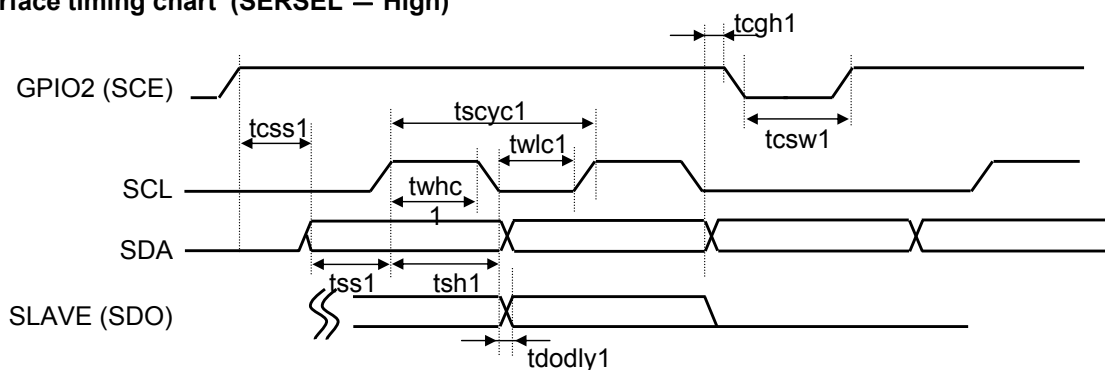 rface timing chart (SERSEL — High)
tcgh1
GPIO2 (SCE)
tscyc1
tcss1
twlc1
tcsw1
SCL
twhc
1
SDA
tss1
tsh1
SLAVE (SDO)
tdodly1